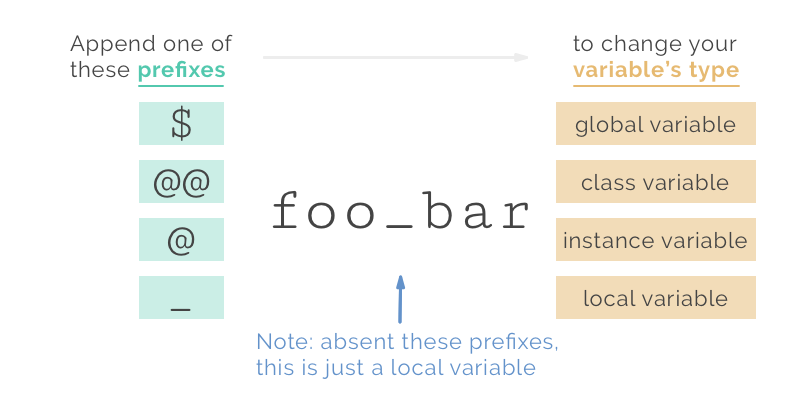 Append one of
these prefixes
to change your
variable's type
$
global variable
@@
class variable
foo_bar
@
instance variable
_
local variable
Note: absent these prefixes,
this is just a local variable